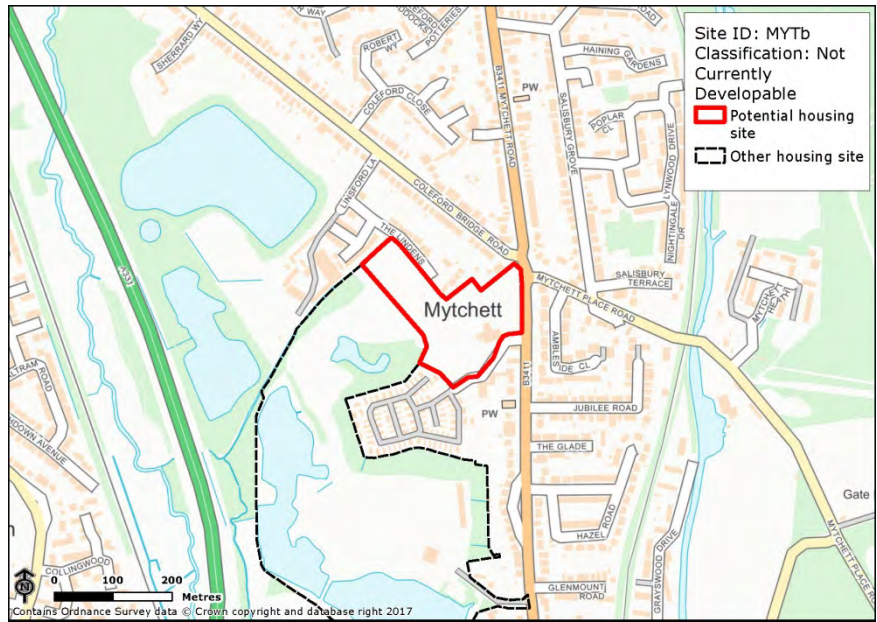 Site ID: MYTb
Classification: Not
Currently
Developable
Potential housing
site
Other housing site
SHERRARD WY
ROBERT
WY
POTTERIES
COLEFORD CLOSE
HAINING GARDENS
PW
B3411 MYTCHETT ROAD
SALISBURY GROVE
POPLAR
CL
LYNWOOD DRIVE
NIGHTINGALE
DR
LINSFORD LA
COLEFORD BRIDGE ROAD
THE LINDENS
SALISBURY
TERRACE
MYTCHETT PLACE ROAD
MYTCHETT
HEATH
Mytchett
A331
AMBLES
IDE CL
B3411
JUBILEE ROAD
PW
THE GLADE
HAZEL
ROAD
Gate
MYTCHETT PLACE RO
GRAYSWOOD DRIVE
GLENMOUNT
ROAD
COLLINGWOOD
N
0 100 200
Metres
Contains Ordnance Survey data © Crown copyright and database right 2017